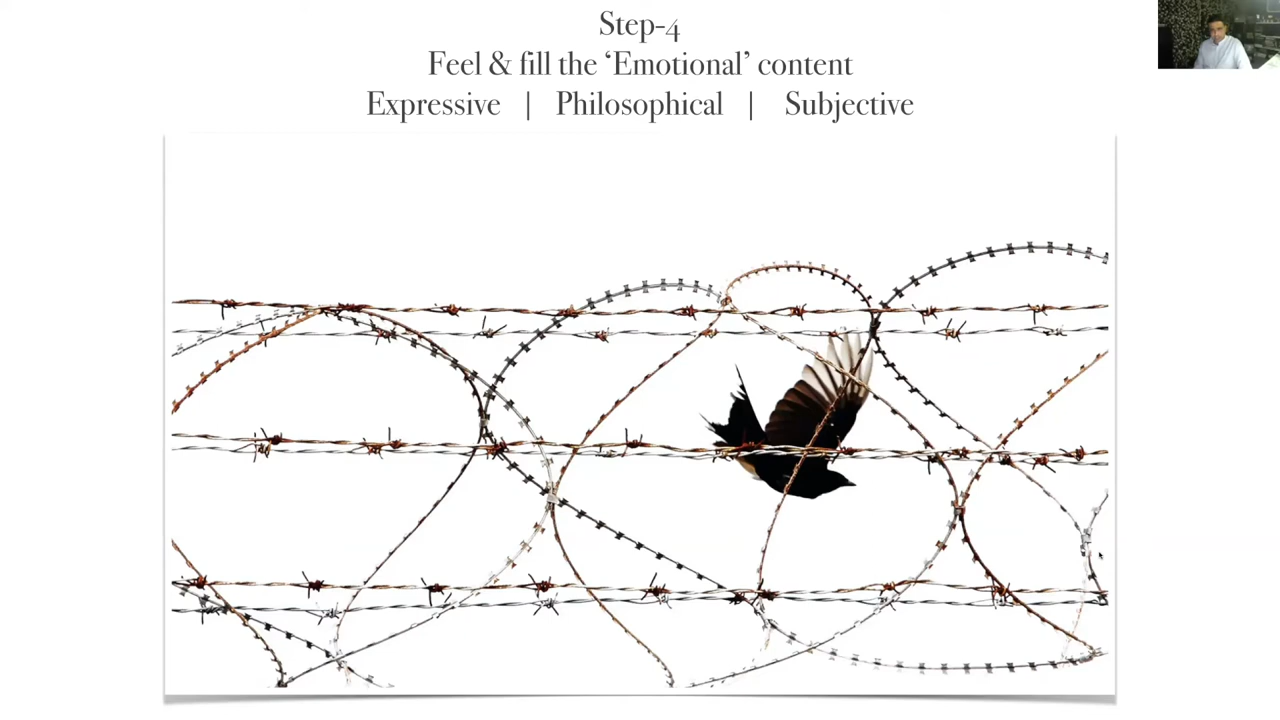 Step-4
Feel & fill the ‘Emotional’ content
Expressive | Philosophical | Subjective